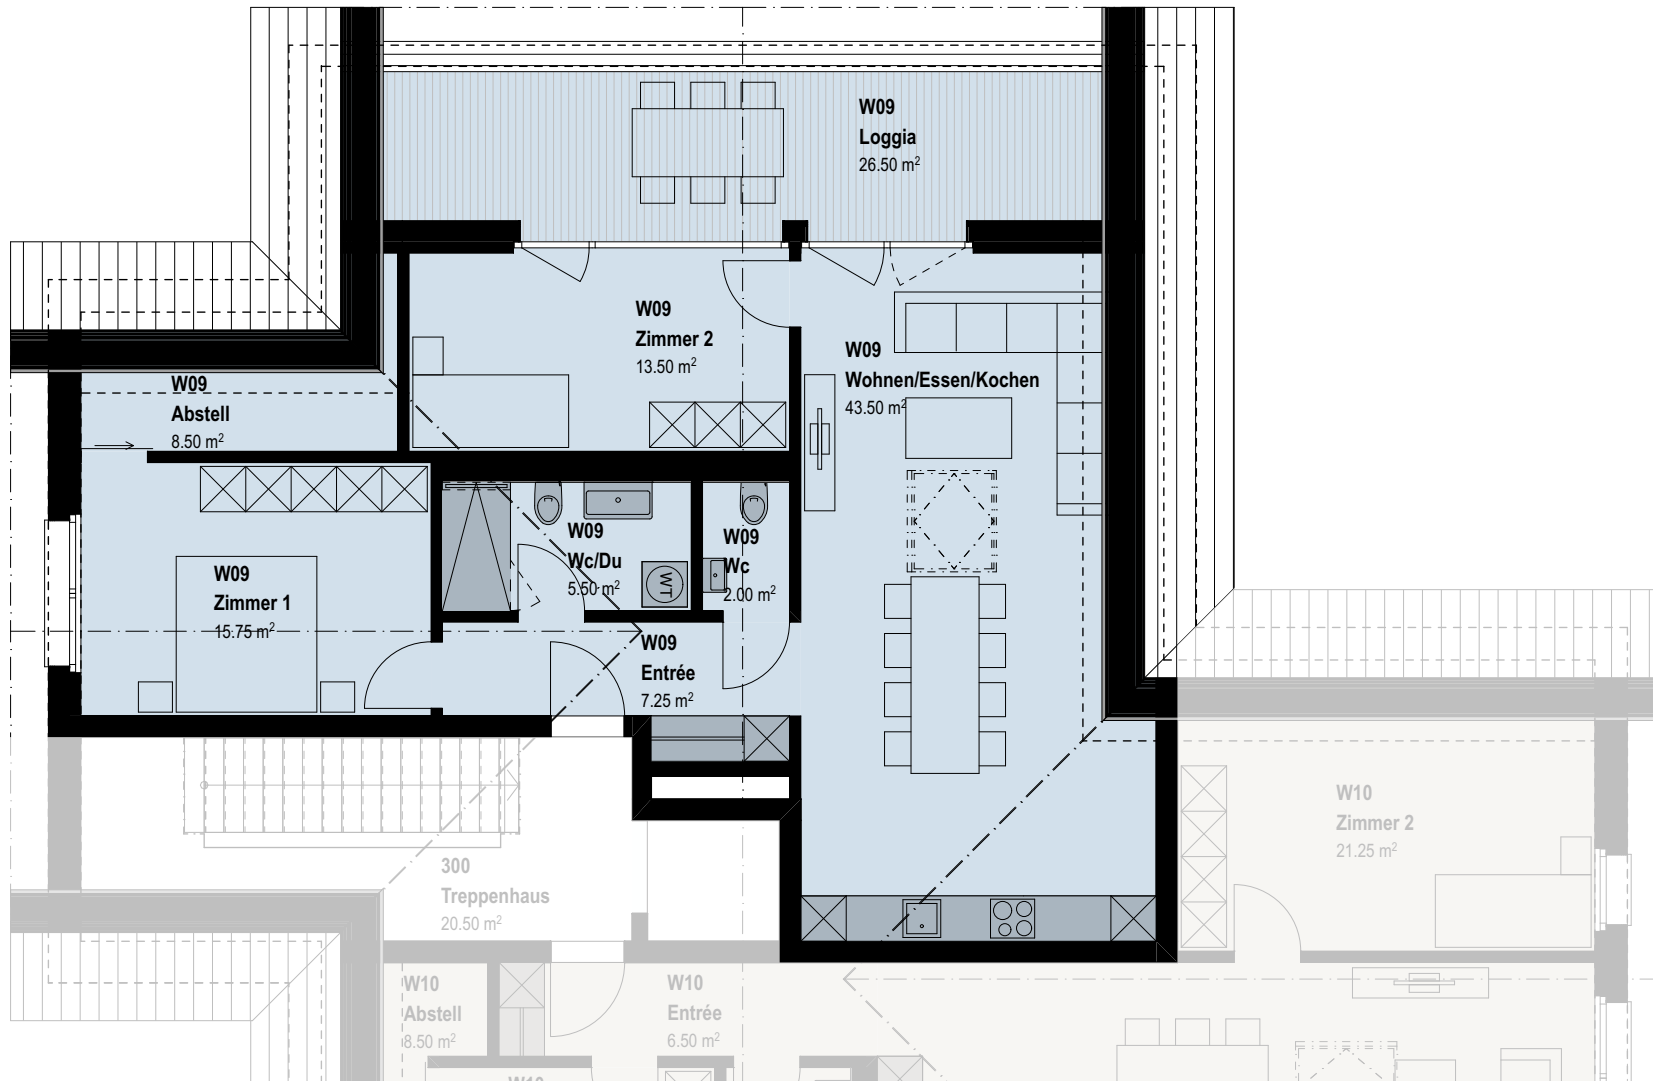 W09
Loggia
26.50 m²
W09
Zimmer 2
13.50 m²
W09
Wohnen/Essen/Kochen
43.50 m²
W09
Abstell
8.50 m²
W09
Wc/Du
5.50 m²
WT
W09
Wc
2.00 m²
W09
Zimmer 1
15.75 m²
W09
Entrée
7.25 m²
W10
Zimmer 2
21.25 m²
300
Treppenhaus
20.50 m²
W10
Abstell
8.50 m²
W10
Entrée
6.50 m²
W10